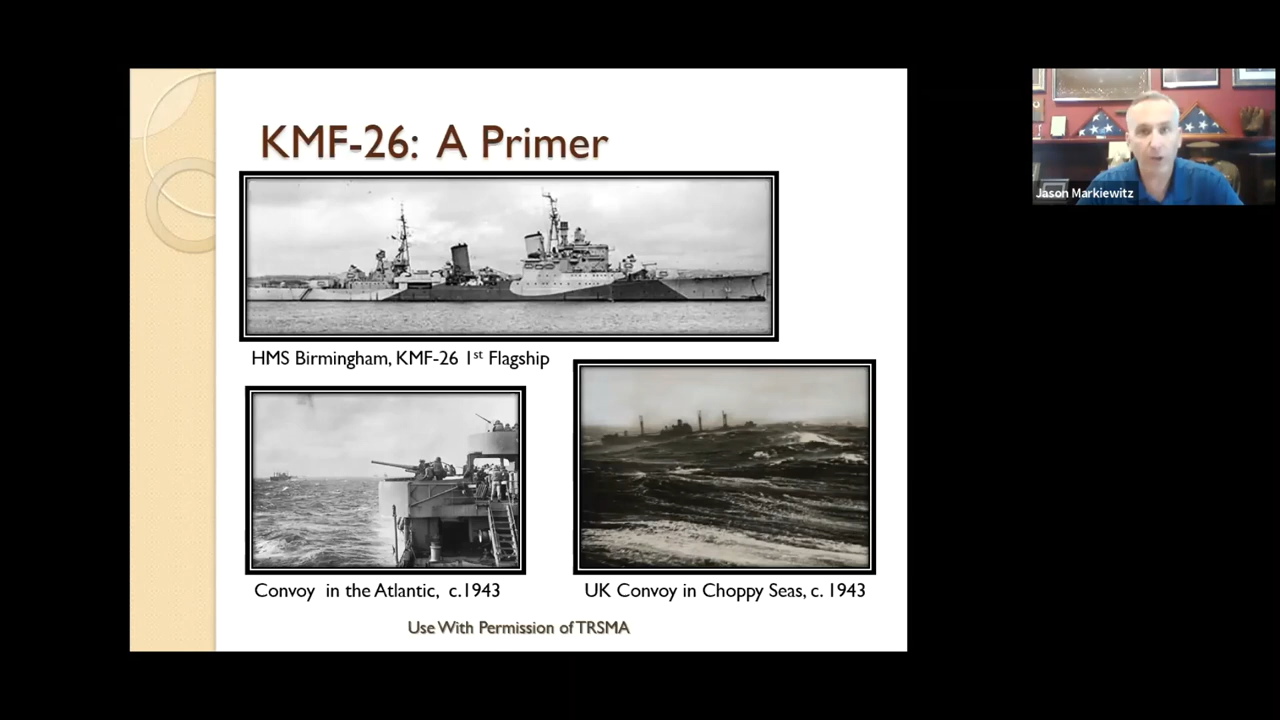 KMF-26: A Primer
Jason Markiewitz
HMS Birmingham, KMF-26 1st Flagship
Convoy in the Atlantic, c.1943
UK Convoy in Choppy Seas, c. 1943
Use With Permission of TRSMA